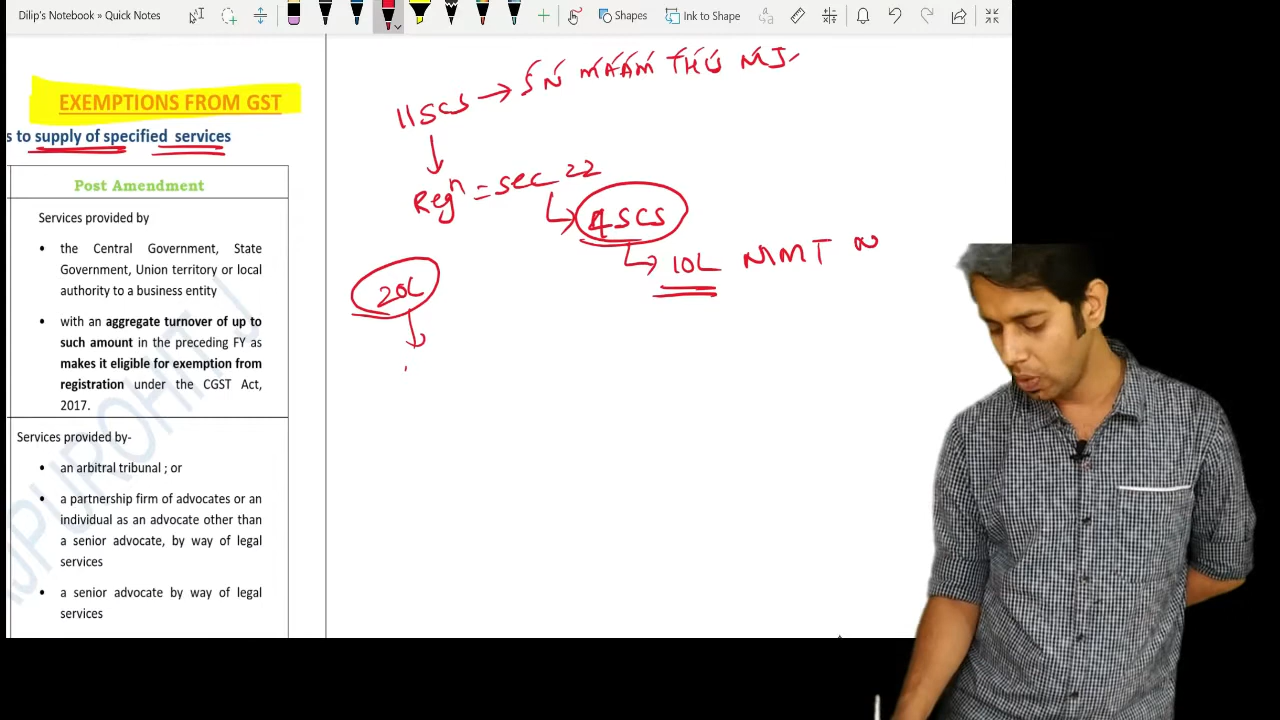 Dilip's Notebook » Quick Notes
Shapes
Ink to Shape
EXEMPTIONS FROM GST
s to supply of specified services
Post Amendment
Services provided by
• the Central Government, State
Government, Union territory or local
authority to a business entity
• with an aggregate turnover of up to
such amount in the preceding FY as
makes it eligible for exemption from
registration under the CGST Act,
2017.
Services provided by-
• an arbitral tribunal ; or
• a partnership firm of advocates or an
individual as an advocate other than
a senior advocate, by way of legal
services
• a senior advocate by way of legal
services
11SCS → SN MAAM THU MJ
Regn = Sec 22
4SCS
10L NMMT
20L